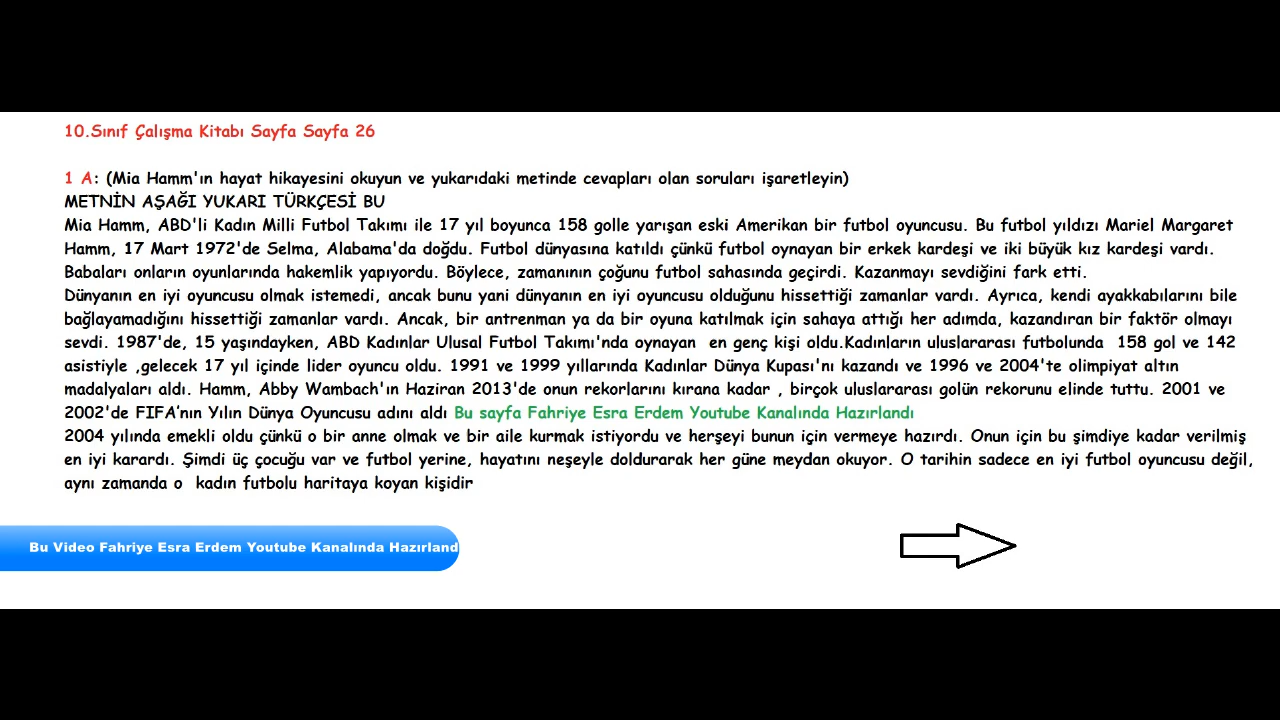 10.Sınıf Çalışma Kitabı Sayfa Sayfa 26
1 A: (Mia Hamm'ın hayat hikayesini okuyun ve yukarıdaki metinde cevapları olan soruları işaretleyin)
METNİN AŞAĞI YUKARI TÜRKÇESİ BU
Mia Hamm, ABD'li Kadın Milli Futbol Takımı ile 17 yıl boyunca 158 golle yarışan eski Amerikan bir futbol oyuncusu. Bu futbol yıldızı Mariel Margaret
Hamm, 17 Mart 1972'de Selma, Alabama'da doğdu. Futbol dünyasına katıldı çünkü futbol oynayan bir erkek kardeşi ve iki büyük kız kardeşi vardı.
Babaları onların oyunlarında hakemlik yapıyordu. Böylece, zamanının çoğunu futbol sahasında geçirdi. Kazanmayı sevdiğini fark etti.
Dünyanın en iyi oyuncusu olmak istemedi, ancak bunu yani dünyanın en iyi oyuncusu olduğunu hissettiği zamanlar vardı. Ayrıca, kendi ayakkabılarını bile
bağlayamadığını hissettiği zamanlar vardı. Ancak, bir antrenman ya da bir oyuna katılmak için sahaya attığı her adımda, kazandıran bir faktör olmayı
sevdi. 1987'de, 15 yaşındayken, ABD Kadınlar Ulusal Futbol Takımı'nda oynayan en genç kişi oldu.Kadınların uluslararası futbolunda 158 gol ve 142
asistiyle ,gelecek 17 yıl içinde lider oyuncu oldu. 1991 ve 1999 yıllarında Kadınlar Dünya Kupası'nı kazandı ve 1996 ve 2004'te olimpiyat altın
madalyaları aldı. Hamm, Abby Wambach'ın Haziran 2013'de onun rekorlarını kırana kadar , birçok uluslararası golün rekorunu elinde tuttu. 2001 ve
2002'de FIFA'nın Yılın Dünya Oyuncusu adını aldı Bu sayfa Fahriye Esra Erdem Youtube Kanalında Hazırlandı
2004 yılında emekli oldu çünkü o bir anne olmak ve bir aile kurmak istiyordu ve herşeyi bunun için vermeye hazırdı. Onun için bu şimdiye kadar verilmiş
en iyi karardı. Şimdi üç çocuğu var ve futbol yerine, hayatını neşeyle doldurarak her güne meydan okuyor. O tarihin sadece en iyi futbol oyuncusu değil,
aynı zamanda o kadın futbolu haritaya koyan kişidir
Bu Video Fahriye Esra Erdem Youtube Kanalında Hazırland